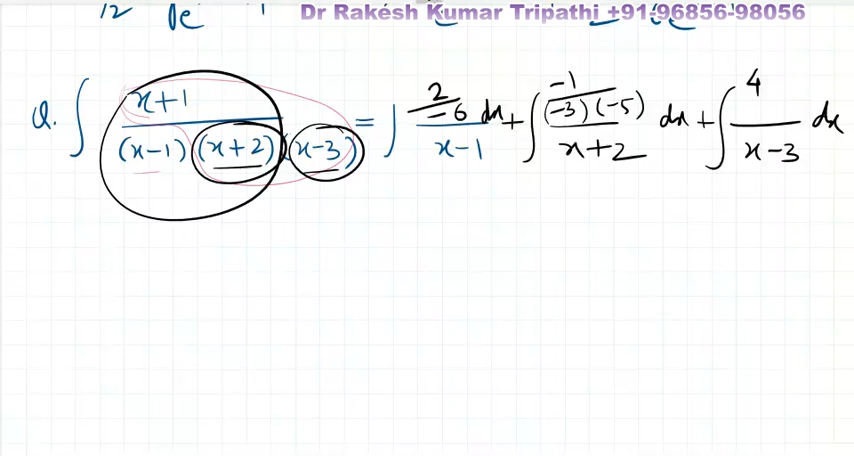 Dr Rakesh Kumar Tripathi +91-96856-98056
12
Q. ∫ (x+1)/((x-1)(x+2)(x-3)) = ∫ (2/-6)/(x-1) dx + ∫ (-1/((-3)(-5)))/(x+2) dx + ∫ 4/(x-3) dx